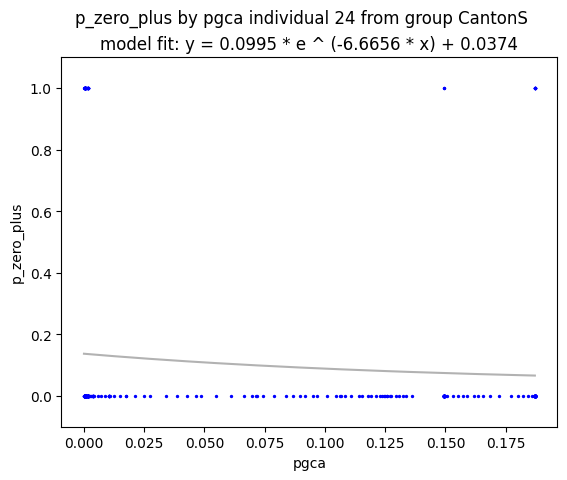 p_zero_plus by pgca individual 24 from group CantonS
model fit: y = 0.0995 * e ^ (-6.6656 * x) + 0.0374
1.0
0.8
0.6
0.4
0.2
0.0
p_zero_plus
0.000 0.025 0.050 0.075 0.100 0.125 0.150 0.175
pgca